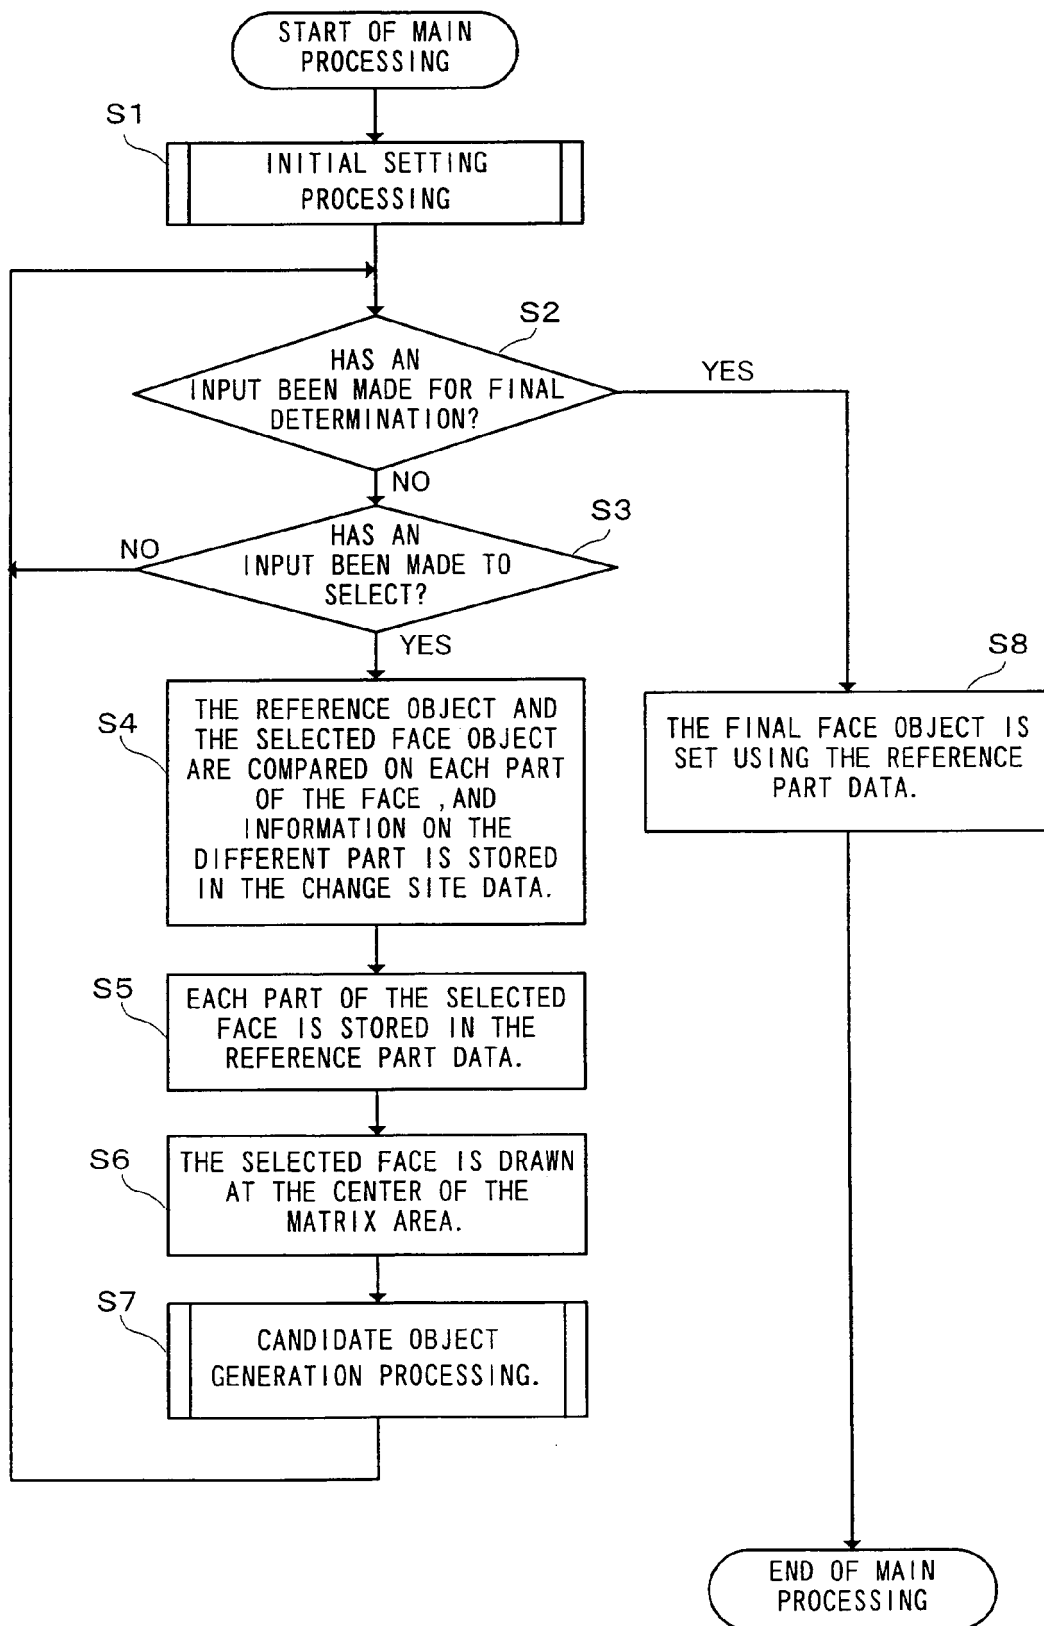 START OF MAIN
PROCESSING
S1
INITIAL SETTING
PROCESSING
S2
HAS AN
INPUT BEEN MADE FOR FINAL
DETERMINATION?
YES
NO
S3
HAS AN
INPUT BEEN MADE TO
SELECT?
NO
YES
S4
THE REFERENCE OBJECT AND
THE SELECTED FACE OBJECT
ARE COMPARED ON EACH PART
OF THE FACE ,AND
INFORMATION ON THE
DIFFERENT PART IS STORED
IN THE CHANGE SITE DATA.
S8
THE FINAL FACE OBJECT IS
SET USING THE REFERENCE
PART DATA.
S5
EACH PART OF THE SELECTED
FACE IS STORED IN THE
REFERENCE PART DATA.
S6
THE SELECTED FACE IS DRAWN
AT THE CENTER OF THE
MATRIX AREA.
S7
CANDIDATE OBJECT
GENERATION PROCESSING.
END OF MAIN
PROCESSING